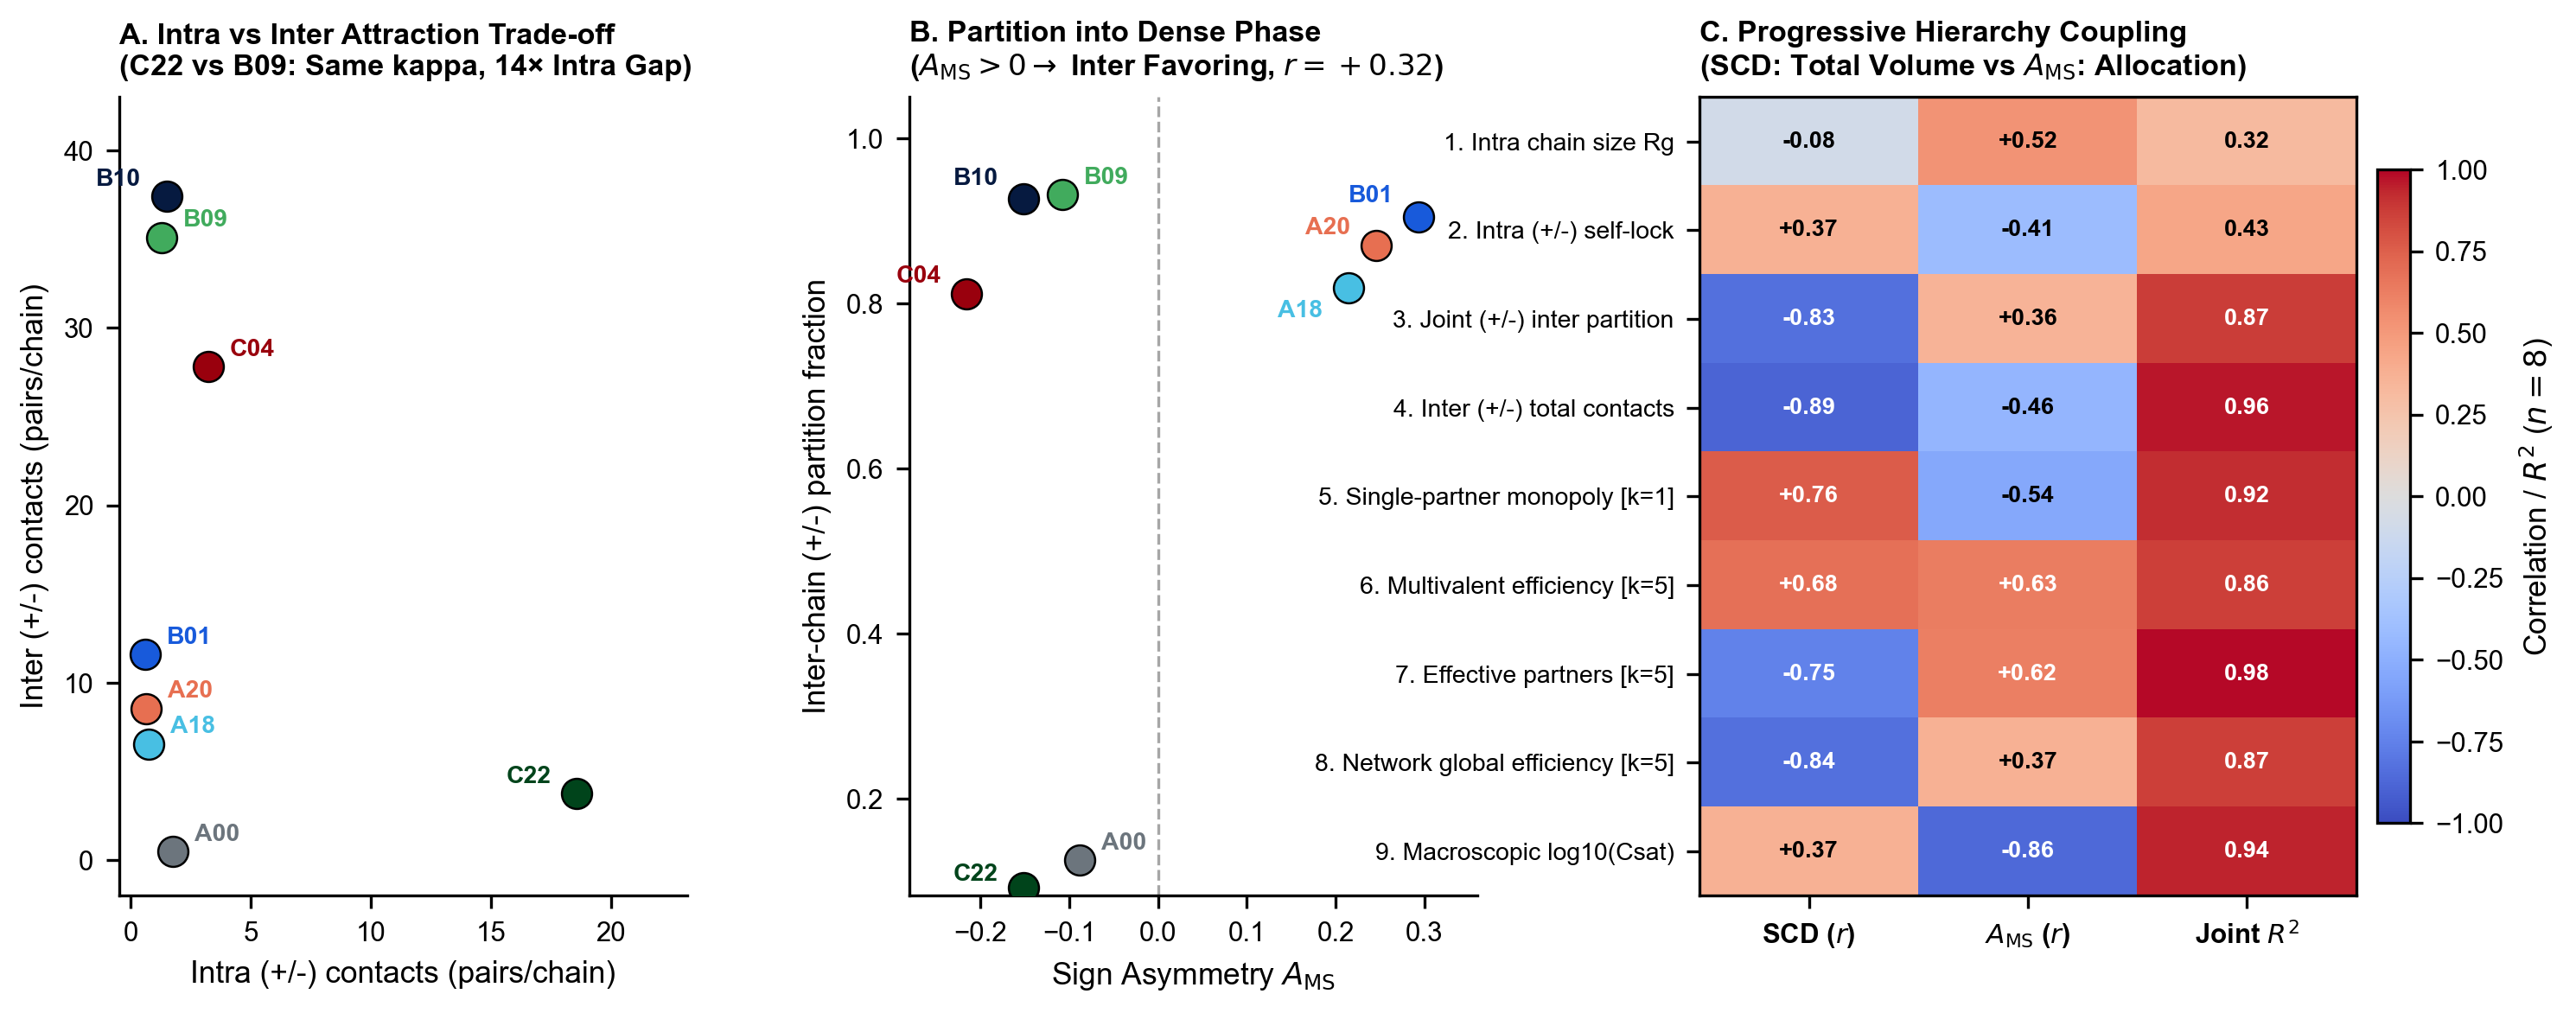 A. Intra vs Inter Attraction Trade-off
(C22 vs B09: Same kappa, 14× Intra Gap)
Inter (+/-) contacts (pairs/chain)
40
30
20
10
0
B10
B09
C04
B01
A20
A18
C22
A00
0
5
10
15
20
Intra (+/-) contacts (pairs/chain)
B. Partition into Dense Phase
(A_MS > 0 → Inter Favoring, r = + 0.32)
Inter-chain (+/-) partition fraction
1.0
0.8
0.6
0.4
0.2
B10
B09
B01
A20
C04
A18
A00
C22
−0.2
−0.1
0.0
0.1
0.2
0.3
Sign Asymmetry A_MS
C. Progressive Hierarchy Coupling
(SCD: Total Volume vs A_MS: Allocation)
1. Intra chain size Rg -0.08 +0.52 0.32
2. Intra (+/-) self-lock +0.37 -0.41 0.43
3. Joint (+/-) inter partition -0.83 +0.36 0.87
4. Inter (+/-) total contacts -0.89 -0.46 0.96
5. Single-partner monopoly [k=1] +0.76 -0.54 0.92
6. Multivalent efficiency [k=5] +0.68 +0.63 0.86
7. Effective partners [k=5] -0.75 +0.62 0.98
8. Network global efficiency [k=5] -0.84 +0.37 0.87
9. Macroscopic log10(Csat) +0.37 -0.86 0.94
SCD (r)
A_MS (r)
Joint R²
1.00
0.75
0.50
0.25
0.00
−0.25
−0.50
−0.75
−1.00
Correlation / R² (n = 8)